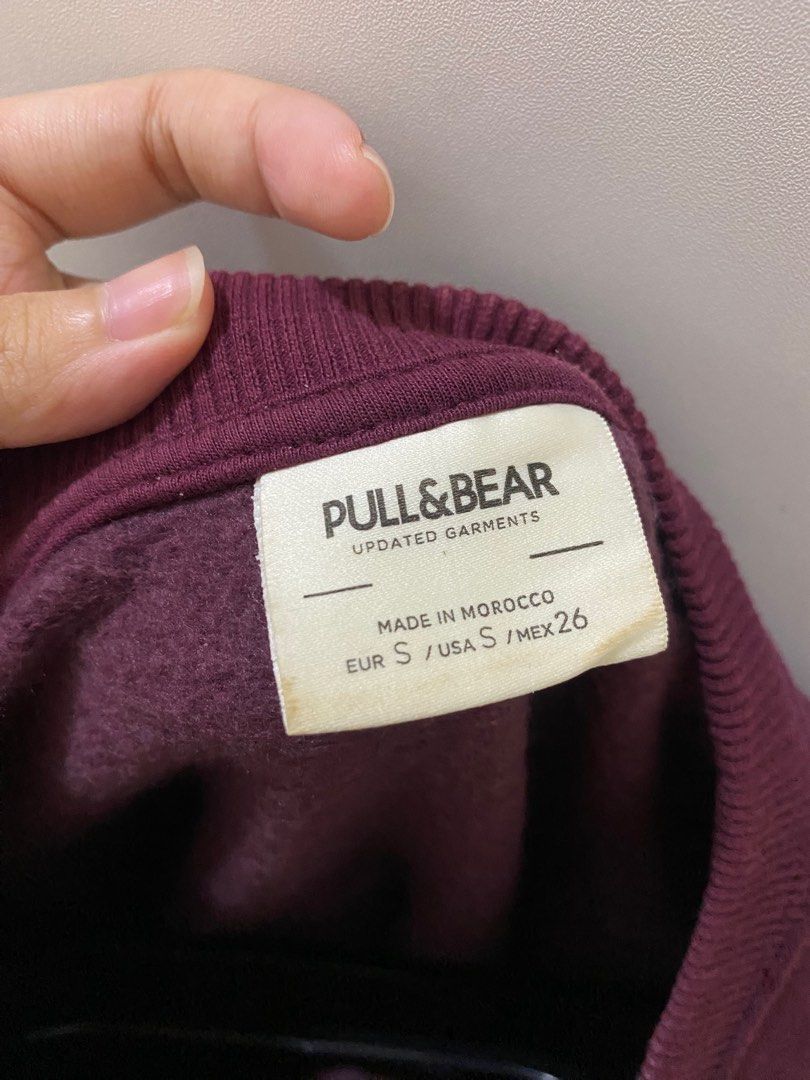 PULL&BEAR
UPDATED GARMENTS
MADE IN MOROCCO
EUR S / USA S / MEX 26